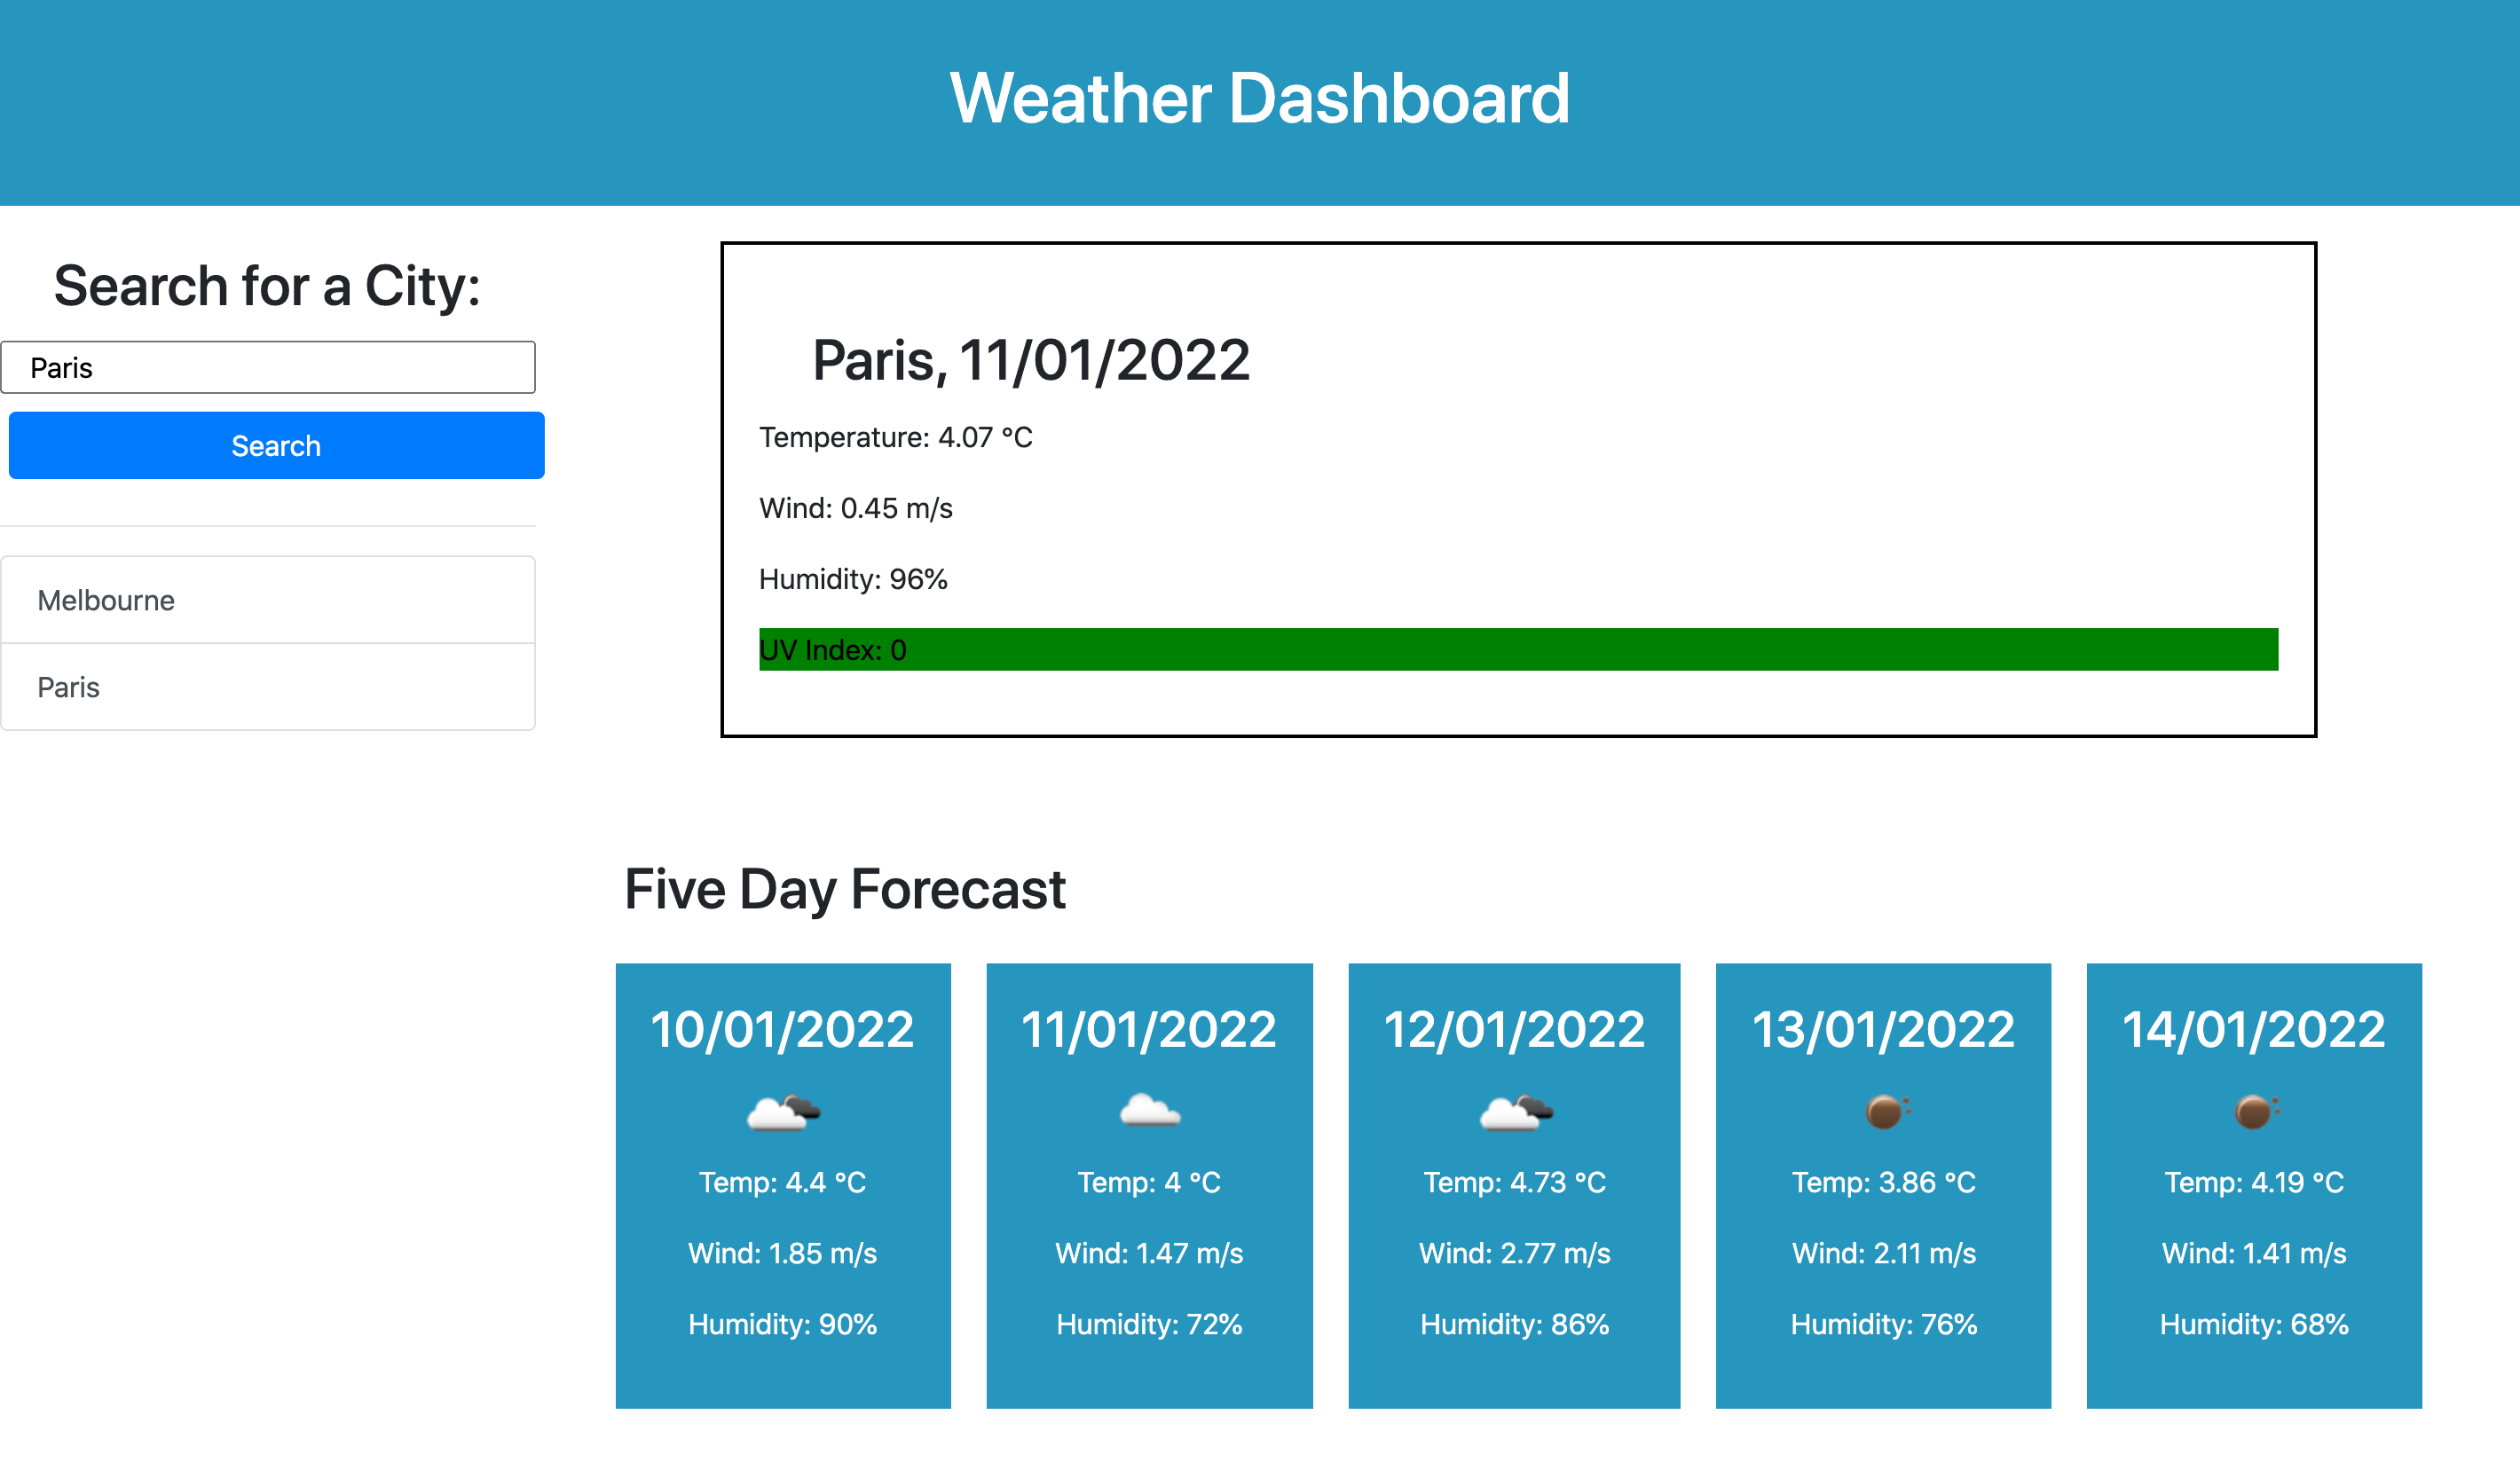 Weather Dashboard
Search for a City:
Paris
Search
Melbourne
Paris
Paris, 11/01/2022
Temperature: 4.07 °C
Wind: 0.45 m/s
Humidity: 96%
UV Index: 0
Five Day Forecast
10/01/2022
Temp: 4.4 °C
Wind: 1.85 m/s
Humidity: 90%
11/01/2022
Temp: 4 °C
Wind: 1.47 m/s
Humidity: 72%
12/01/2022
Temp: 4.73 °C
Wind: 2.77 m/s
Humidity: 86%
13/01/2022
Temp: 3.86 °C
Wind: 2.11 m/s
Humidity: 76%
14/01/2022
Temp: 4.19 °C
Wind: 1.41 m/s
Humidity: 68%